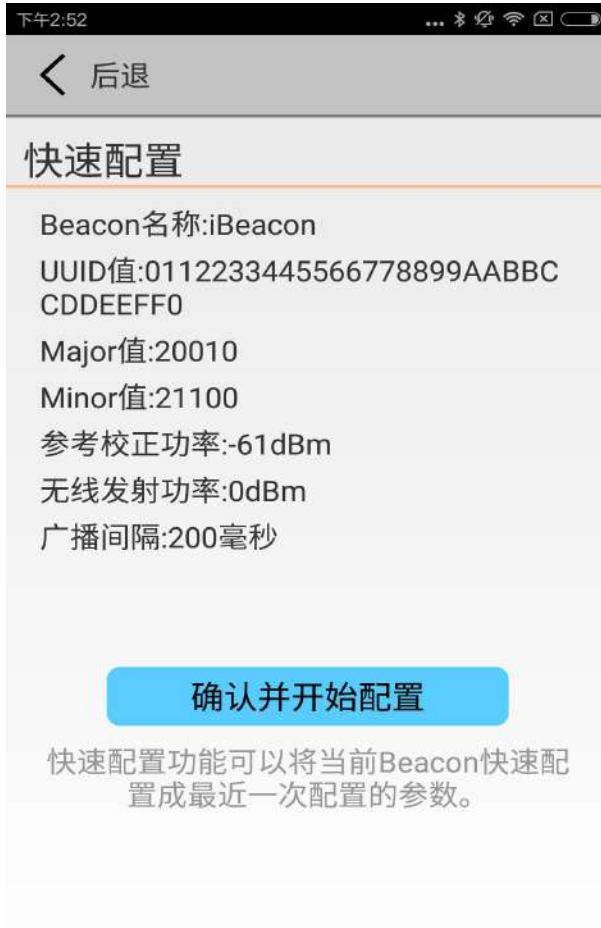 下午2:52
...
后退
快速配置
Beacon名称:iBeacon
UUID值:0112233445566778899AABBC
CDDEEFF0
Major值:20010
Minor值:21100
参考校正功率:-61dBm
无线发射功率:0dBm
广播间隔:200毫秒
确认并开始配置
快速配置功能可以将当前Beacon快速配
置成最近一次配置的参数。